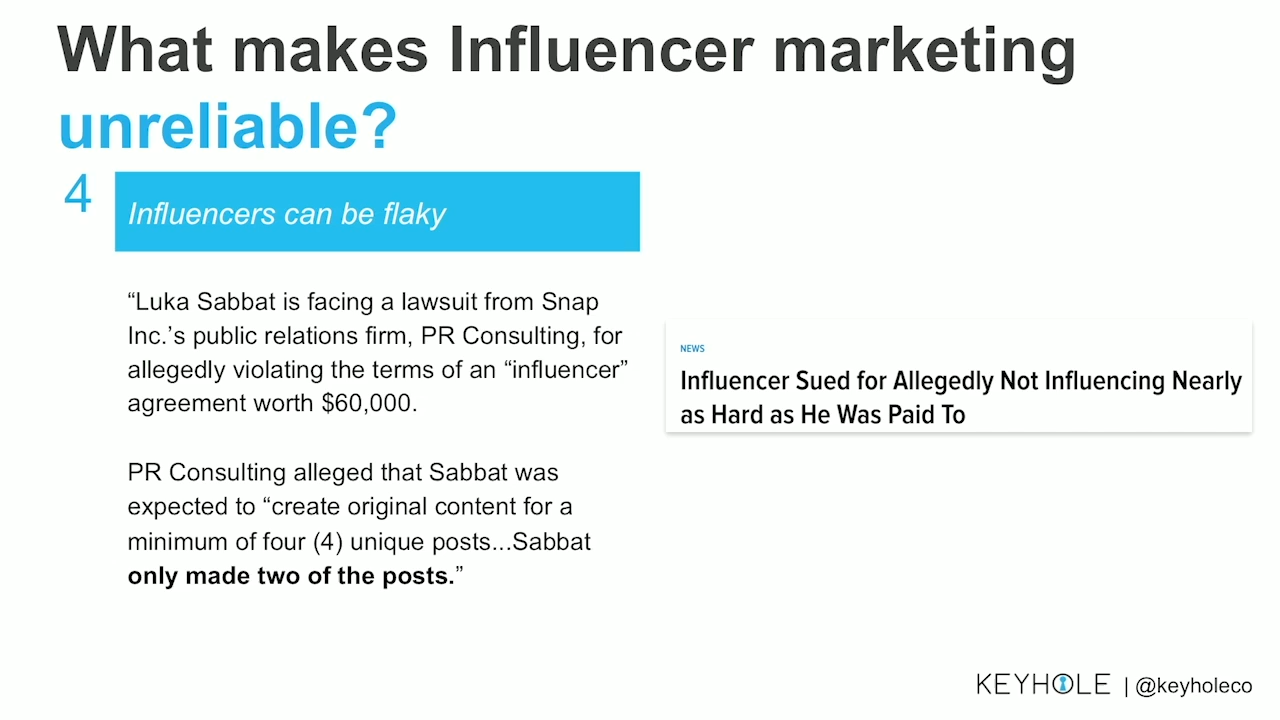 What makes Influencer marketing
unreliable?
4
Influencers can be flaky
“Luka Sabbat is facing a lawsuit from Snap
Inc.’s public relations firm, PR Consulting, for
allegedly violating the terms of an “influencer”
agreement worth $60,000.
PR Consulting alleged that Sabbat was
expected to “create original content for a
minimum of four (4) unique posts...Sabbat
only made two of the posts.”
NEWS
Influencer Sued for Allegedly Not Influencing Nearly
as Hard as He Was Paid To
KEYHOLE | @keyholeco